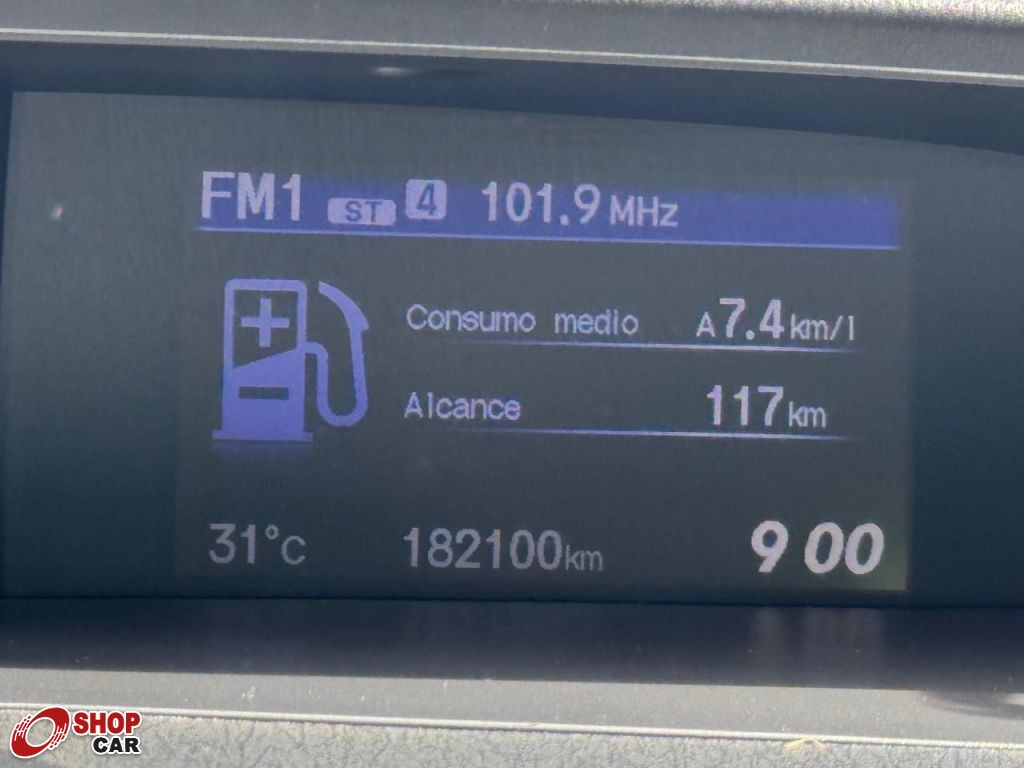 FM1 ST 4 101.9 MHz
Consumo medio A 7.4 km/l
Alcance 117 km
31°C 182100 km 9 00
SHOP
CAR